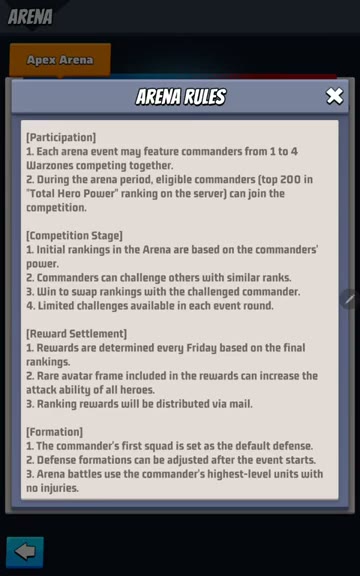 ARENA
Apex Arena
ARENA RULES
[Participation]
1. Each arena event may feature commanders from 1 to 4
Warzones competing together.
2. During the arena period, eligible commanders (top 200 in
"Total Hero Power" ranking on the server) can join the
competition.
[Competition Stage]
1. Initial rankings in the Arena are based on the commanders'
power.
2. Commanders can challenge others with similar ranks.
3. Win to swap rankings with the challenged commander.
4. Limited challenges available in each event round.
[Reward Settlement]
1. Rewards are determined every Friday based on the final
rankings.
2. Rare avatar frame included in the rewards can increase the
attack ability of all heroes.
3. Ranking rewards will be distributed via mail.
[Formation]
1. The commander's first squad is set as the default defense.
2. Defense formations can be adjusted after the event starts.
3. Arena battles use the commander's highest-level units with
no injuries.